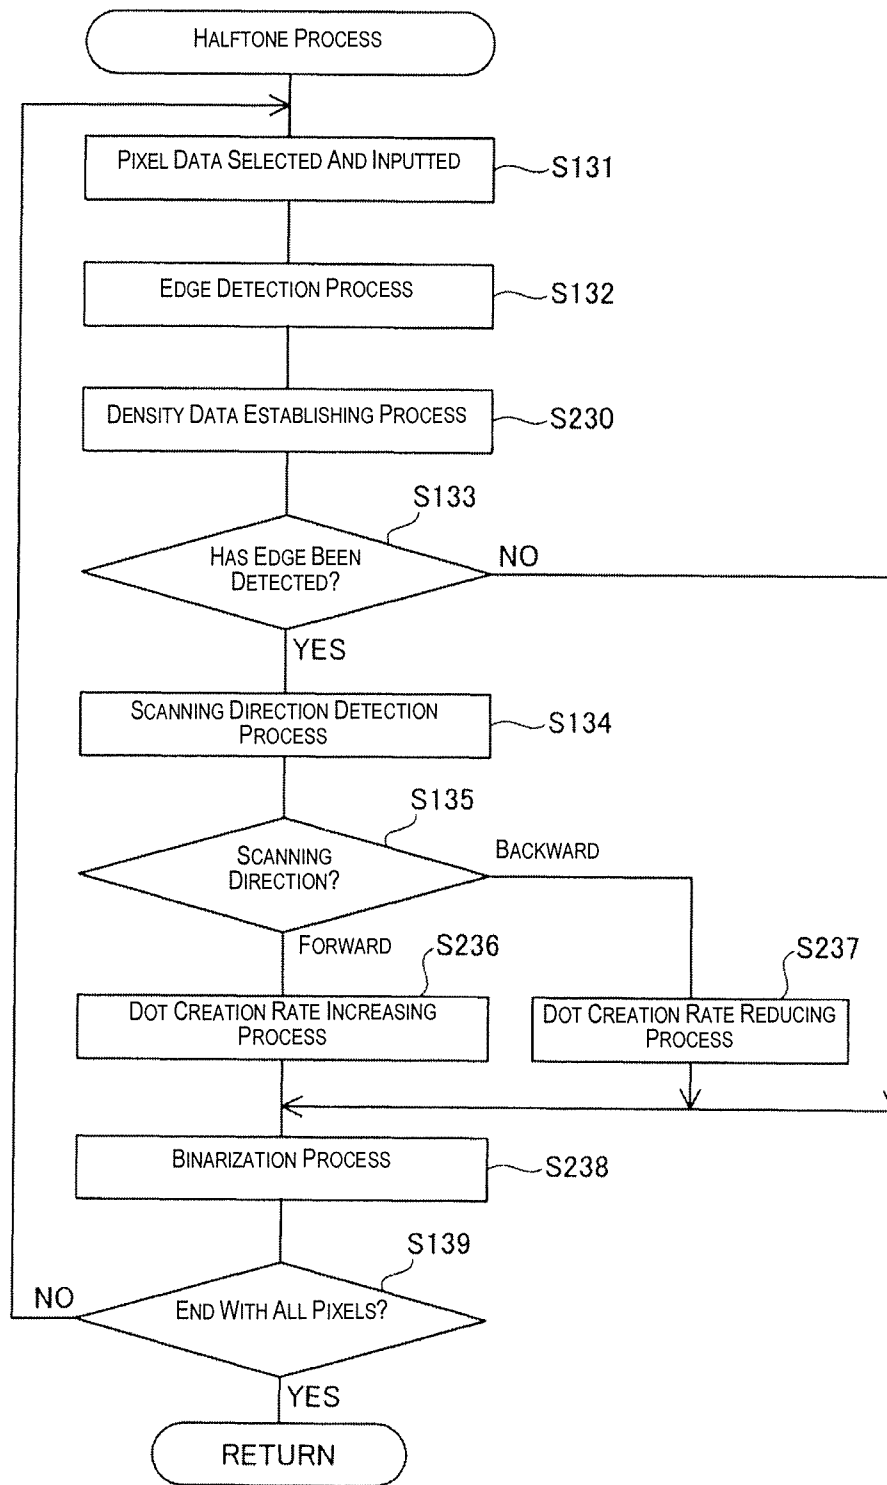 HALFTONE PROCESS
PIXEL DATA SELECTED AND INPUTTED
S131
EDGE DETECTION PROCESS
S132
DENSITY DATA ESTABLISHING PROCESS
S230
S133
HAS EDGE BEEN
DETECTED?
NO
YES
SCANNING DIRECTION DETECTION
PROCESS
S134
S135
SCANNING
DIRECTION?
BACKWARD
FORWARD
S236
S237
DOT CREATION RATE INCREASING
PROCESS
DOT CREATION RATE REDUCING
PROCESS
BINARIZATION PROCESS
S238
S139
NO
END WITH ALL PIXELS?
YES
RETURN